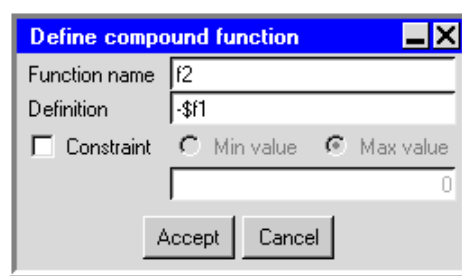 Define compound function
Function name f2
Definition -$f1
Constraint Min value Max value
0
Accept Cancel